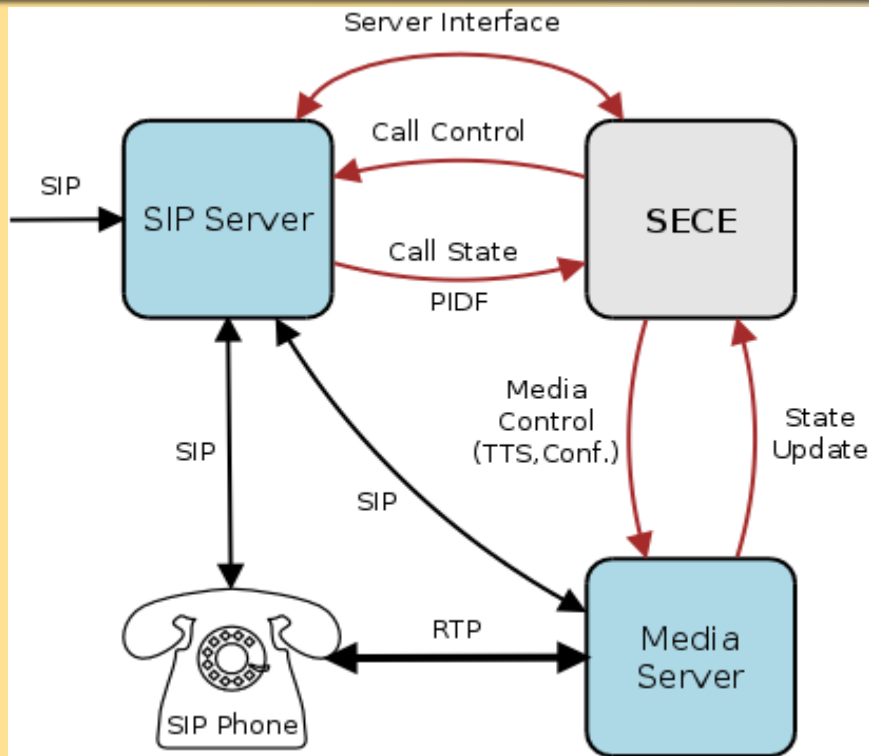 Server Interface
Call Control
SIP
SIP Server
SECE
Call State
PIDF
Media
Control
(TTS,Conf.)
State
Update
SIP
SIP
RTP
Media
Server
SIP Phone